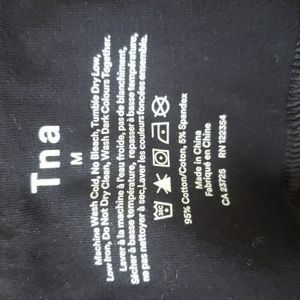 Tna
M
Machine Wash Cold, No Bleach, Tumble Dry Low,
Low Iron, Do Not Dry Clean, Wash Dark Colours Together.
Laver à la machine à l'eau froide, pas de blanchiment,
Sécher à basse température, repasser à basse température,
ne pas nettoyer à sec, Laver les couleurs foncées ensemble.
95% Cotton/Coton, 5% Spandex
Made in China
Fabriqué en Chine
CA 23725 RN 122354